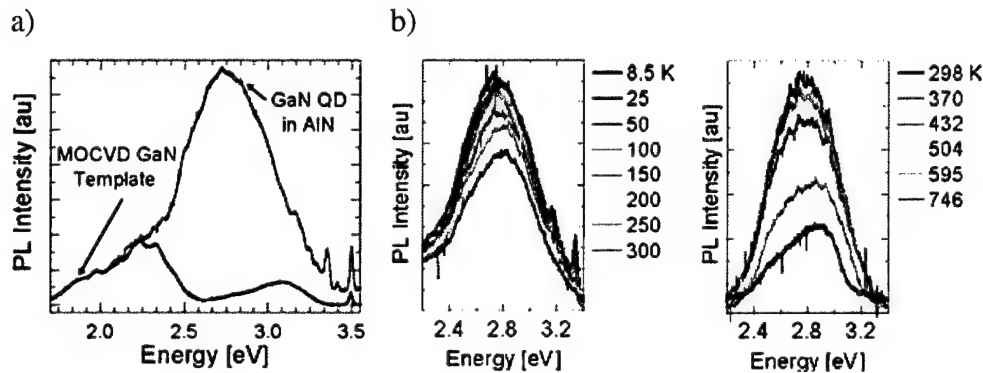 a)
PL Intensity [au]
MOCVD GaN
Template
GaN QD
in AlN
2.0 2.5 3.0 3.5
Energy [eV]
b)
PL Intensity [au]
8.5 K
25
50
100
150
200
250
300
2.4 2.8 3.2
Energy [eV]
PL Intensity [au]
298 K
370
432
504
595
746
2.4 2.8 3.2
Energy [eV]